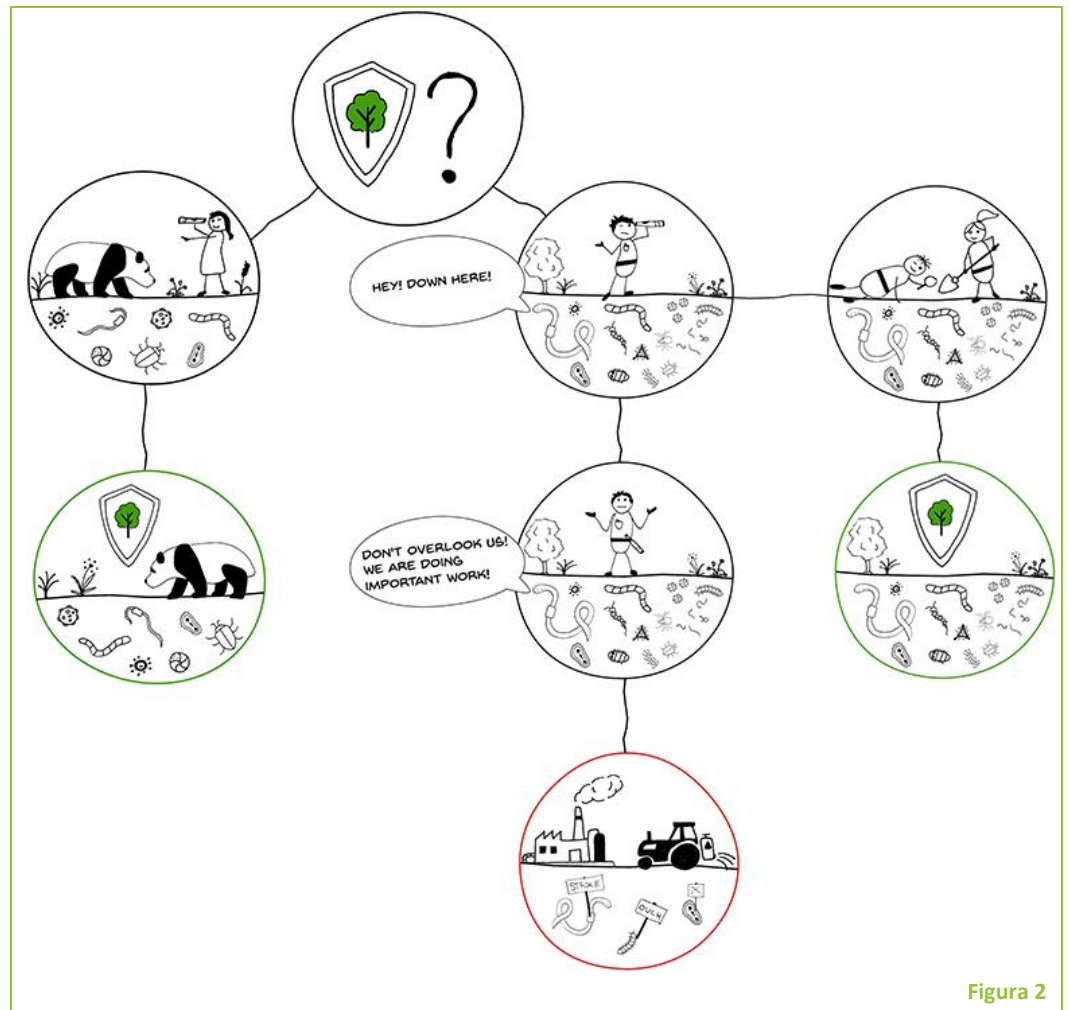 ?
HEY! DOWN HERE!
DON'T OVERLOOK US!
WE ARE DOING
IMPORTANT WORK!
STRIKE
OUCH
X
Figura 2